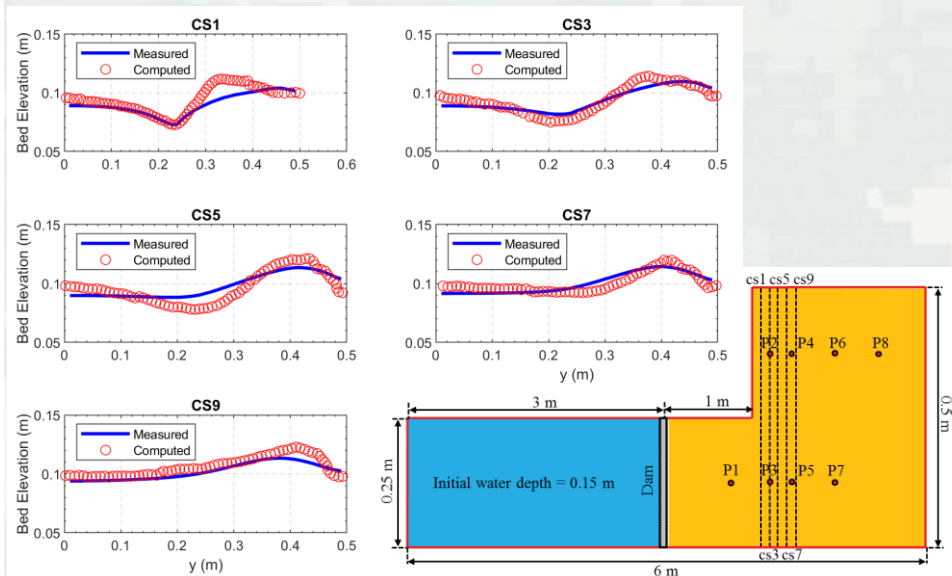 CS1
Bed Elevation (m)
0.15
0.1
0.05
Measured
Computed
0 0.1 0.2 0.3 0.4 0.5 0.6
CS3
0.15
0.1
0.05
Measured
Computed
0 0.1 0.2 0.3 0.4 0.5
CS5
Bed Elevation (m)
0.15
0.1
0.05
Measured
Computed
0 0.1 0.2 0.3 0.4 0.5
CS7
0.15
0.1
0.05
Measured
Computed
0 0.1 0.2 0.3 0.4 0.5
y (m)
CS9
Bed Elevation (m)
0.15
0.1
0.05
Measured
Computed
0 0.1 0.2 0.3 0.4 0.5
y (m)
cs1 cs5 cs9
P2 P4 P6 P8
3 m
1 m
0.5 m
0.25 m
Initial water depth = 0.15 m
Dam
P1 P3 P5 P7
cs3 cs7
6 m